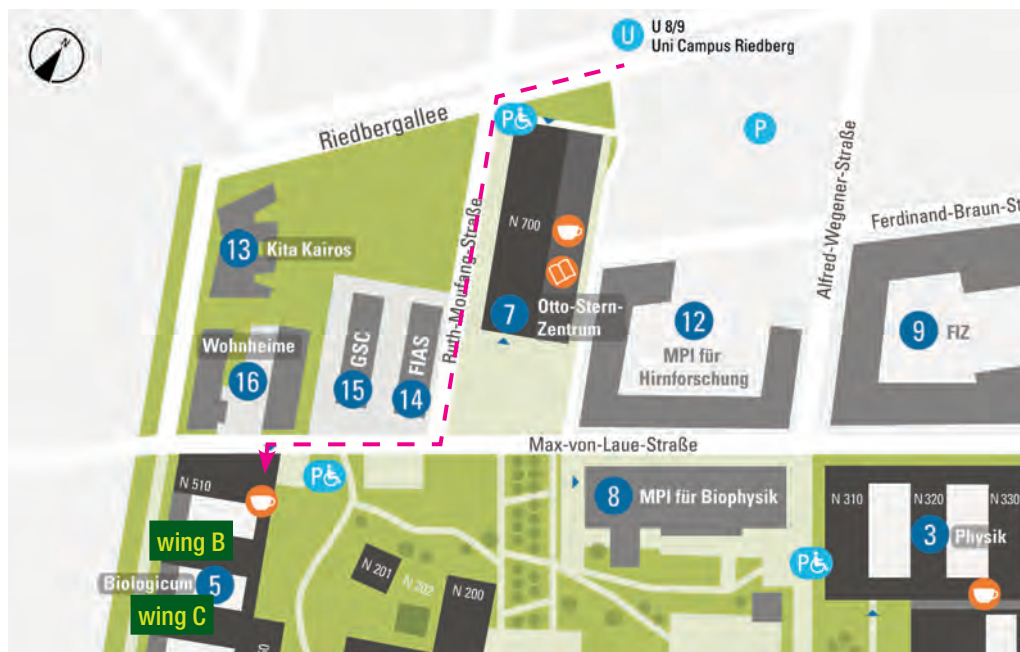 N
U
U 8/9
Uni Campus Riedberg
Riedbergallee
P
P
N 700
Ruth-Moufang-Straße
Alfred-Wegener-Straße
Ferdinand-Braun-St
13
Kita Kairos
7
Otto-Stern-
Zentrum
12
MPI für
Hirnforschung
9
FIZ
Wohnheime
16
15
GSC
14
FIAS
Max-von-Laue-Straße
N 510
P
8
MPI für Biophysik
N 310
N 320
N 330
3
Physik
wing B
Biologicum
5
wing C
N 201
N 202
N 200
P